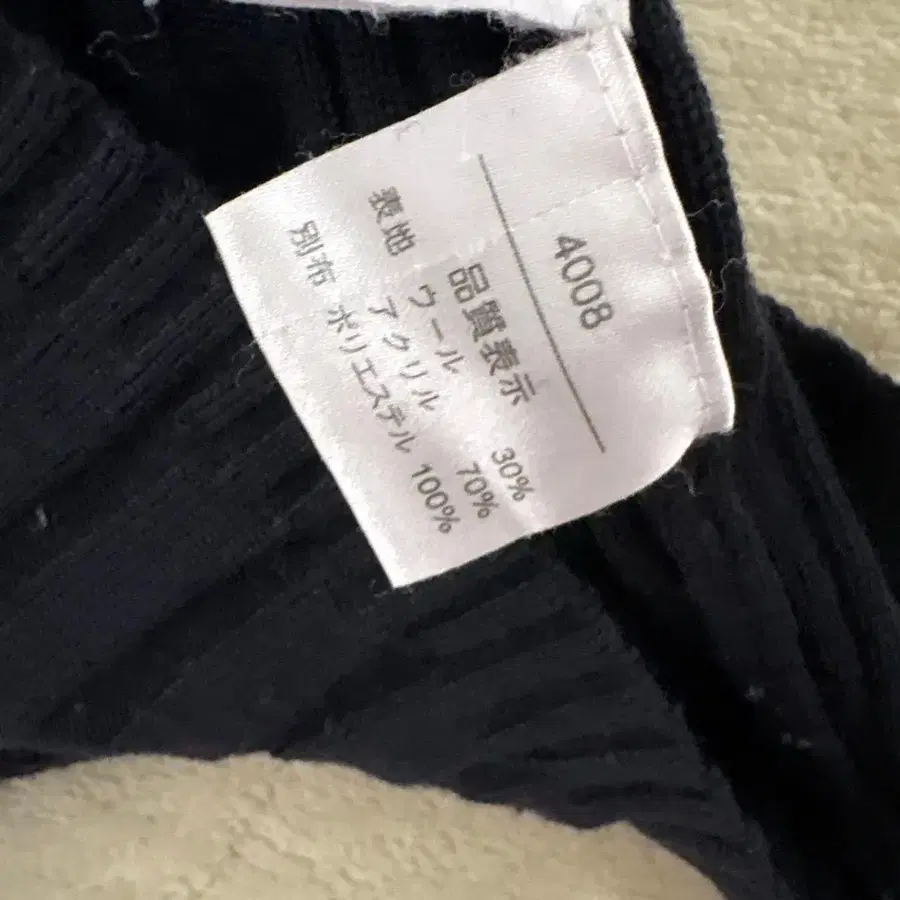 4008
品質表示
表地 ウール 30%
アクリル 70%
別布 ポリエステル 100%